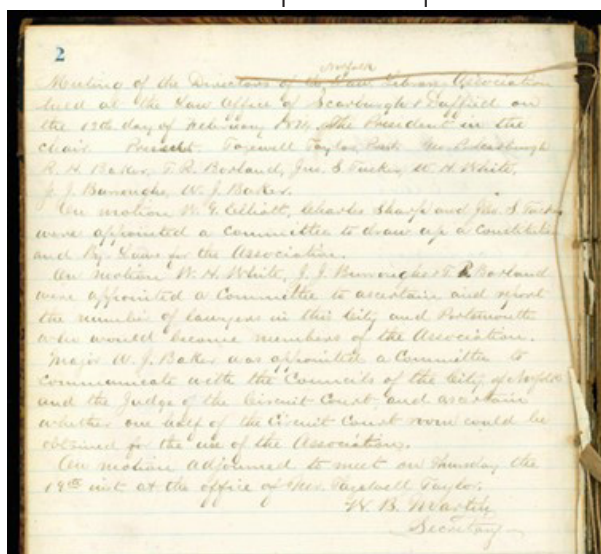 2
Norfolk
Meeting of the Directors of the Law Library Association
held at the Law Office of Scarburgh & Duffield on
the day of February The President in the
chair. Present Tazewell Taylor, Geo. P. Scarburgh
R. H. Baker, T. R. Borland, Jno. S. Tucker, W. H. White,
J. J. Burroughs, W. J. Baker.
On motion W. G. Elliott, Charles Sharp and Jno. S. Tucker
were appointed a committee to draw up a Constitution
and By-Laws for the Association.
On motion W. H. White, J. J. Burroughs & T. R. Borland
were appointed a Committee to ascertain and report
the number of lawyers in this City and Portsmouth
who would become members of the Association.
Major W. J. Baker was appointed a Committee to
communicate with the Councils of the City of Norfolk
and the Judge of the Circuit Court and ascertain
whether one half of the Circuit Court room could be
obtained for the use of the Association.
On motion adjourned to meet on Thursday the
19th inst. at the office of Mr. Tazewell Taylor.
W. B. Martin
Secretary